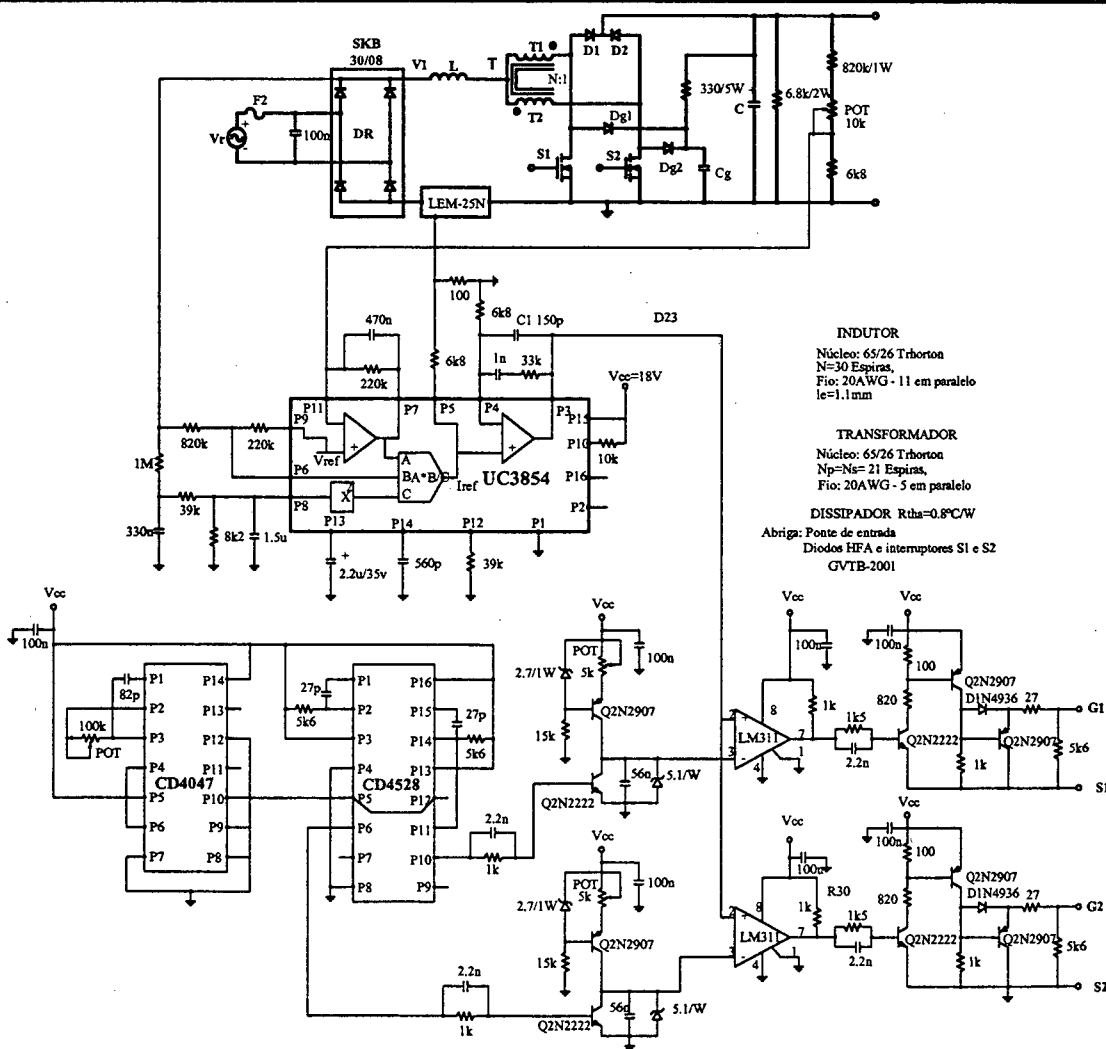 SKB
30/08
V1
L
T
T1
N:1
T2
D1
D2
330/5W
C
6.8k/2W
820k/1W
POT
10k
6k8
F2
Vr
+
-
100n
DR
Dg1
Dg2
Cg
S1
S2
LEM-25N
100
6k8
C1 150p
D23
1n
33k
470n
220k
6k8
Vcc=18V
P11
P7
P5
P4
P3
P15
P10
10k
P16
P2
P9
820k
220k
Vref
+
A
BA*B/C
C
Iref
+
UC3854
P6
1M
P8
X²
39k
330n
8k2
1.5u
P13
P14
P12
P1
+
2.2u/35v
560p
39k
INDUTOR
Núcleo: 65/26 Trhorton
N=30 Espiras,
Fio: 20AWG - 11 em paralelo
le=1.1mm
TRANSFORMADOR
Núcleo: 65/26 Trhorton
Np=Ns= 21 Espiras,
Fio: 20AWG - 5 em paralelo
DISSIPADOR Rtha=0.8ºC/W
Abriga: Ponte de entrada
Diodos HFA e interruptores S1 e S2
GVTB-2001
Vcc
100n
82p
100k
POT
P1
P2
P3
P4
P5
P6
P7
P14
P13
P12
P11
P10
P9
P8
CD4047
27p
5k6
P1
P2
P3
P4
P5
P6
P7
P8
P16
P15
P14
P13
P12
P11
P10
P9
CD4528
27p
5k6
2.2n
1k
Vcc
2.7/1W
POT
5k
100n
Q2N2907
15k
56n
5.1/W
Q2N2222
Vcc
2.7/1W
POT
5k
100n
Q2N2907
15k
56n
5.1/W
Q2N2222
2.2n
1k
Vcc
100n
2
+
8
3
-
4
LM311
7
1
1k
1k5
2.2n
Vcc
100n
100
820
Q2N2907
D1N4936
27
G1
Q2N2222
Q2N2907
1k
5k6
S1
Vcc
100n
2
+
8
3
-
4
LM311
7
1
R30
1k
1k5
2.2n
Vcc
100n
100
820
Q2N2907
D1N4936
27
G2
Q2N2222
Q2N2907
1k
5k6
S2